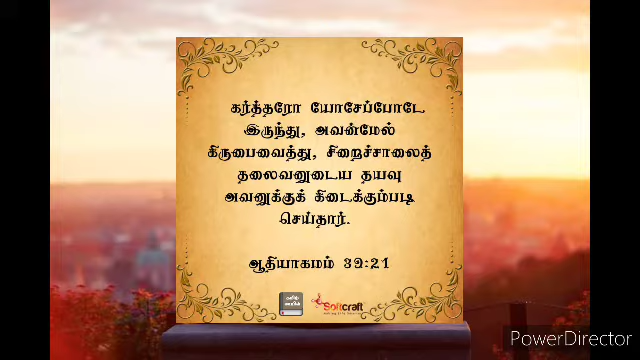 கர்த்தரோ யோசேப்போடே
இருந்து, அவன்மேல்
கிருபைவைத்து, சிறைச்சாலைத்
தலைவனுடைய தயவு
அவனுக்குக் கிடைக்கும்படி
செய்தார்.
ஆதியாகமம் 39:21
Softcraft
PowerDirector